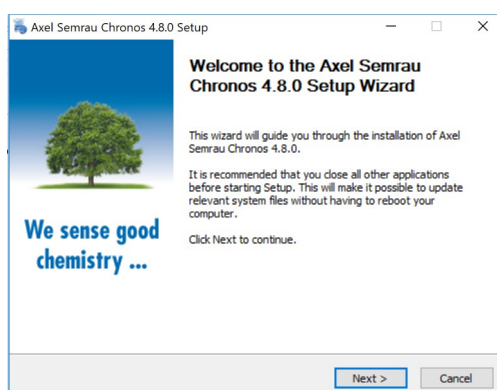 Axel Semrau Chronos 4.8.0 Setup
Welcome to the Axel Semrau
Chronos 4.8.0 Setup Wizard
This wizard will guide you through the installation of Axel
Semrau Chronos 4.8.0.
It is recommended that you close all other applications
before starting Setup. This will make it possible to update
relevant system files without having to reboot your
computer.
Click Next to continue.
We sense good
chemistry ...
Next >
Cancel